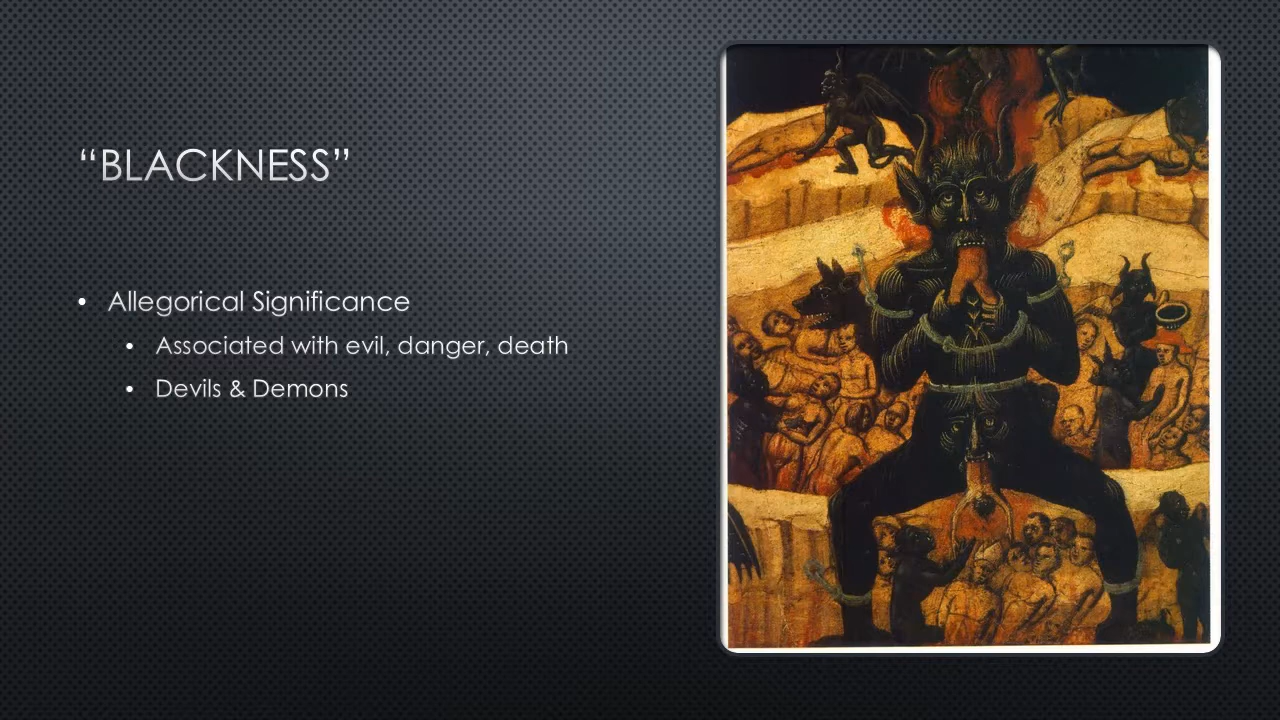 “BLACKNESS”
• Allegorical Significance
• Associated with evil, danger, death
• Devils & Demons